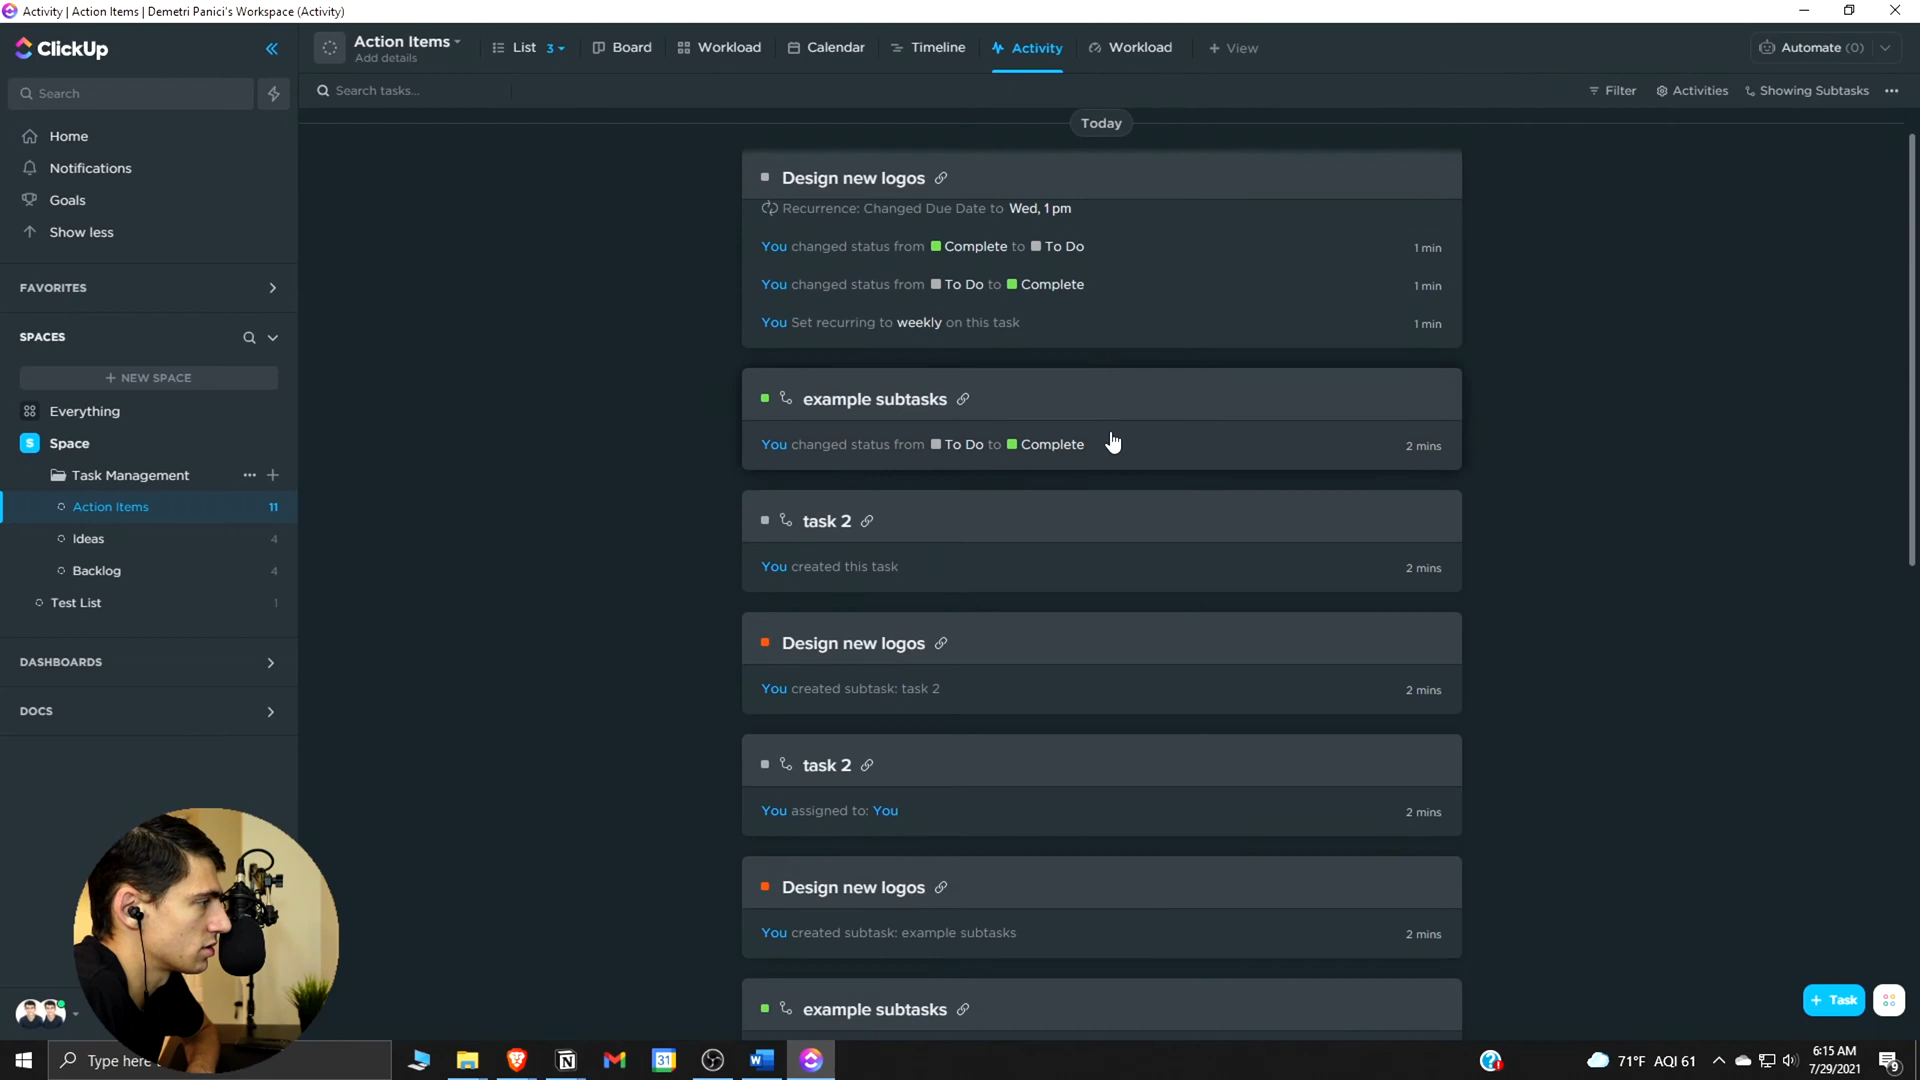 Activity | Action Items | Demetri Panici's Workspace (Activity)
ClickUp
Action Items
Add details
List 3
Board
Workload
Calendar
Timeline
Activity
Workload
+ View
Automate (0)
Search
Search tasks...
Filter
Activities
Showing Subtasks
Home
Notifications
Goals
Show less
FAVORITES
SPACES
+ NEW SPACE
Everything
S Space
Task Management
Action Items 11
Ideas 4
Backlog 4
Test List 1
DASHBOARDS
DOCS
Today
Design new logos
Recurrence: Changed Due Date to Wed, 1 pm
You changed status from Complete to To Do 1 min
You changed status from To Do to Complete 1 min
You Set recurring to weekly on this task 1 min
example subtasks
You changed status from To Do to Complete 2 mins
task 2
You created this task 2 mins
Design new logos
You created subtask: task 2 2 mins
task 2
You assigned to: You 2 mins
Design new logos
You created subtask: example subtasks 2 mins
example subtasks
+ Task
Type here
31
71°F AQI 61
6:15 AM
7/29/2021
9